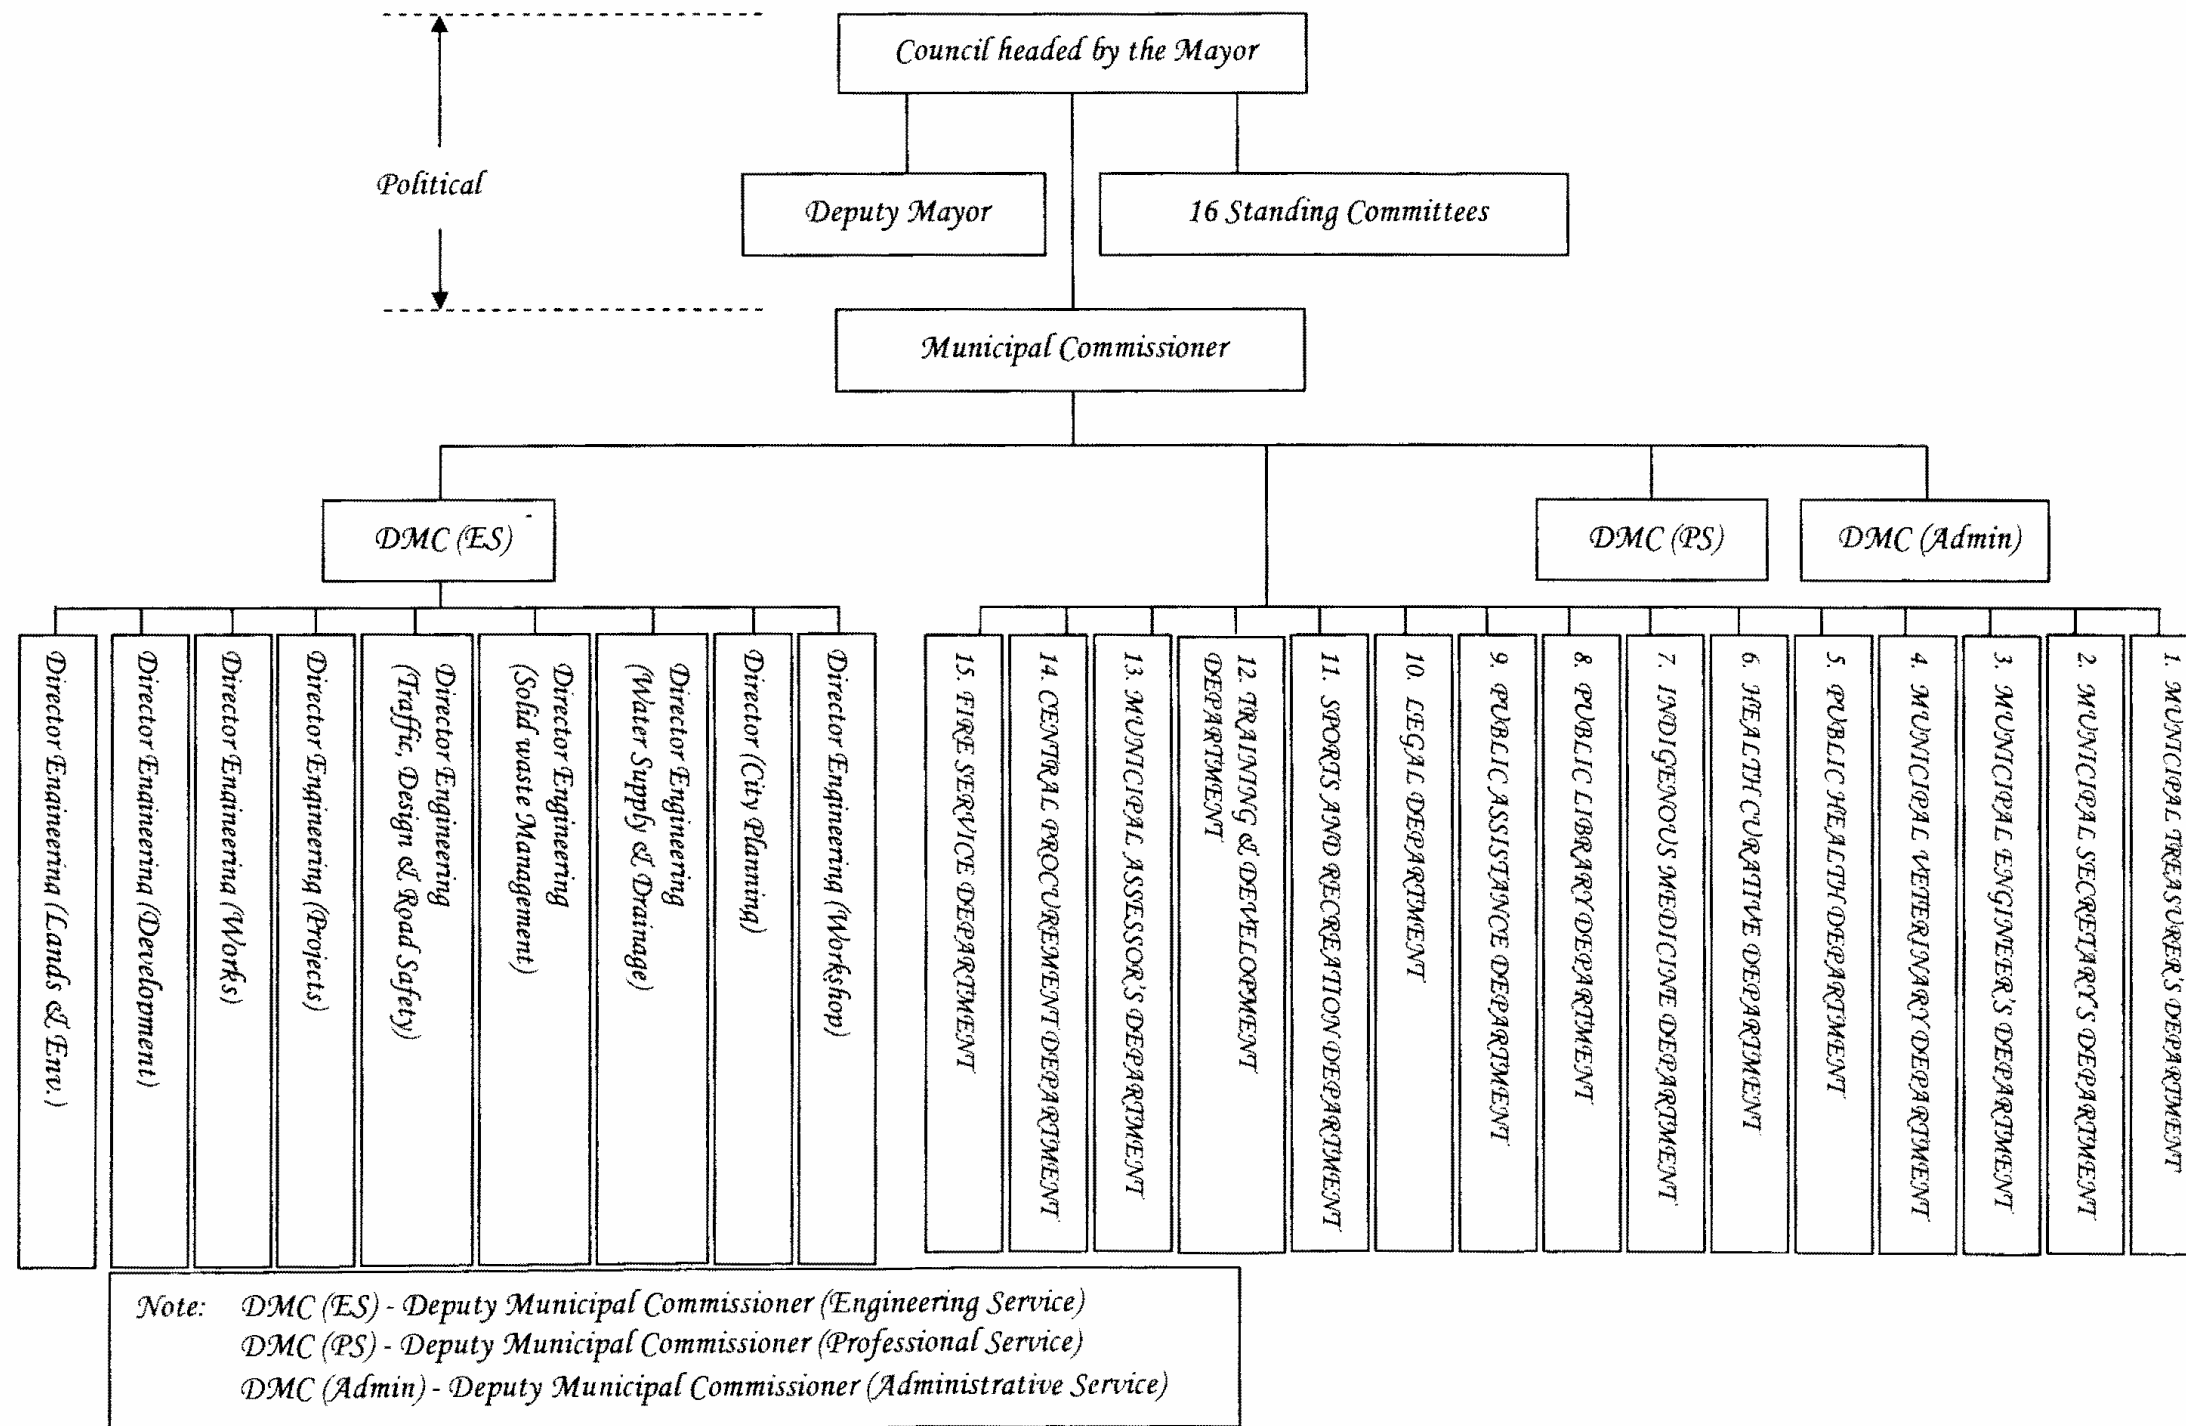 Council headed by the Mayor
Political
Deputy Mayor
16 Standing Committees
Municipal Commissioner
DMC (ES)
DMC (PS)
DMC (Admin)
Director Engineering (Lands & Env.)
Director Engineering (Development)
Director Engineering (Works)
Director Engineering (Projects)
Director Engineering
(Traffic, Design & Road Safety)
Director Engineering
(Solid waste Management)
Director Engineering
(Water Supply & Drainage)
Director (City Planning)
Director Engineering (Workshop)
15. FIRE SERVICE DEPARTMENT
14. CENTRAL PROCUREMENT DEPARTMENT
13. MUNICIPAL ASSESSOR'S DEPARTMENT
12. TRAINING & DEVELOPMENT
DEPARTMENT
11. SPORTS AND RECREATION DEPARTMENT
10. LEGAL DEPARTMENT
9. PUBLIC ASSISTANCE DEPARTMENT
8. PUBLIC LIBRARY DEPARTMENT
7. INDIGENOUS MEDICINE DEPARTMENT
6. HEALTH CURATIVE DEPARTMENT
5. PUBLIC HEALTH DEPARTMENT
4. MUNICIPAL VETERINARY DEPARTMENT
3. MUNICIPAL ENGINEER'S DEPARTMENT
2. MUNICIPAL SECRETARY'S DEPARTMENT
1. MUNICIPAL TREASURER'S DEPARTMENT
Note: DMC (ES) - Deputy Municipal Commissioner (Engineering Service)
DMC (PS) - Deputy Municipal Commissioner (Professional Service)
DMC (Admin) - Deputy Municipal Commissioner (Administrative Service)